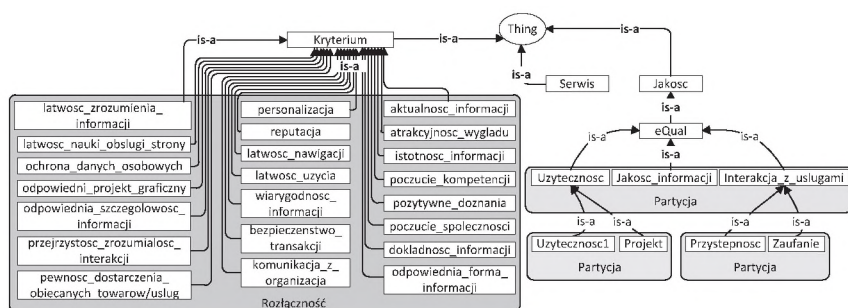 is-a
Kryterium
is-a
Thing
is-a
is-a
is-a
Serwis
Jakosc
is-a
eQual
is-a
is-a
is-a
latwosc_zrozumienia_
informacji
latwosc_nauki_obslugi_strony
ochrona_danych_osobowych
odpowiedni_projekt_graficzny
odpowiednia_szczegolowosc_
informacji
przejrzystosc_zrozumialosc_
interakcji
pewnosc_dostarczenia_
obiecanych_towarow/uslug
personalizacja
reputacja
latwosc_nawigacji
latwosc_uzycia
wiarygodnosc_
informacji
bezpieczenstwo_
transakcji
komunikacja_z_
organizacja
aktualnosc_informacji
atrakcyjnosc_wygladu
istotnosc_informacji
poczucie_kompetencji
pozytywne_doznania
poczucie_spolecznosci
dokladnosc_informacji
odpowiednia_forma_
informacji
Rozłączność
Uzytecznosc
Jakosc_informacji
Interakcja_z_uslugami
Partycja
is-a
is-a
is-a
is-a
Uzytecznosc1
Projekt
Partycja
Przystepnosc
Zaufanie
Partycja